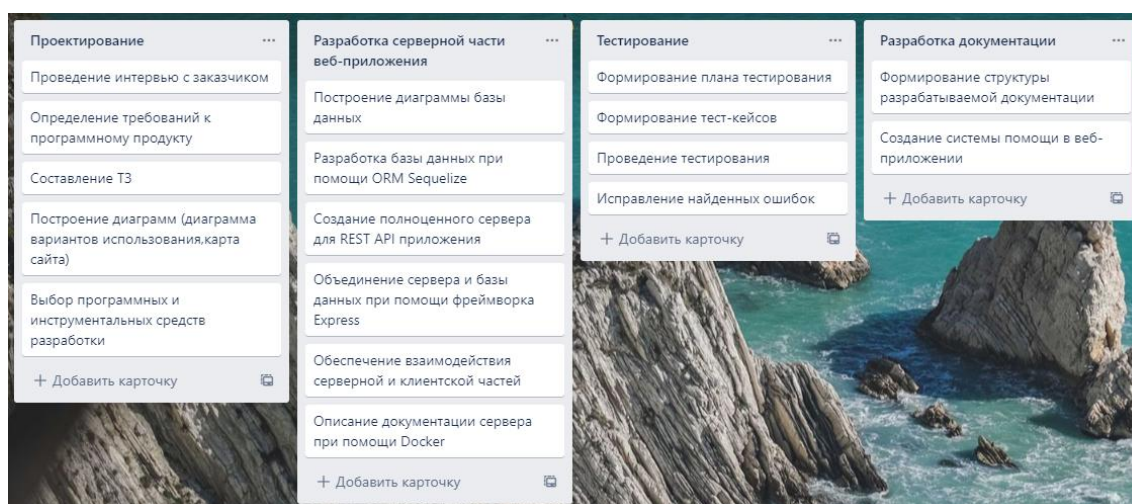 Проектирование
Проведение интервью с заказчиком
Определение требований к
программному продукту
Составление ТЗ
Построение диаграмм (диаграмма
вариантов использования,карта
сайта)
Выбор программных и
инструментальных средств
разработки
+ Добавить карточку
Разработка серверной части
веб-приложения
Построение диаграммы базы
данных
Разработка базы данных при
помощи ORM Sequelize
Создание полноценного сервера
для REST API приложения
Объединение сервера и базы
данных при помощи фреймворка
Express
Обеспечение взаимодействия
серверной и клиентской частей
Описание документации сервера
при помощи Docker
+ Добавить карточку
Тестирование
Формирование плана тестирования
Формирование тест-кейсов
Проведение тестирования
Исправление найденных ошибок
+ Добавить карточку
Разработка документации
Формирование структуры
разрабатываемой документации
Создание системы помощи в веб-
приложении
+ Добавить карточку